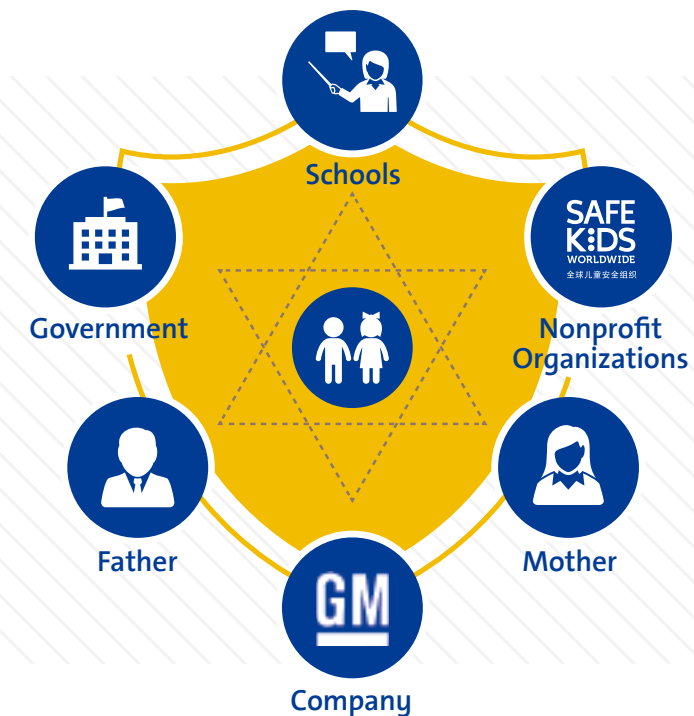 Schools
SAFE
KIDS
WORLDWIDE
全球儿童安全组织
Government
Nonprofit
Organizations
Father
Mother
GM
Company